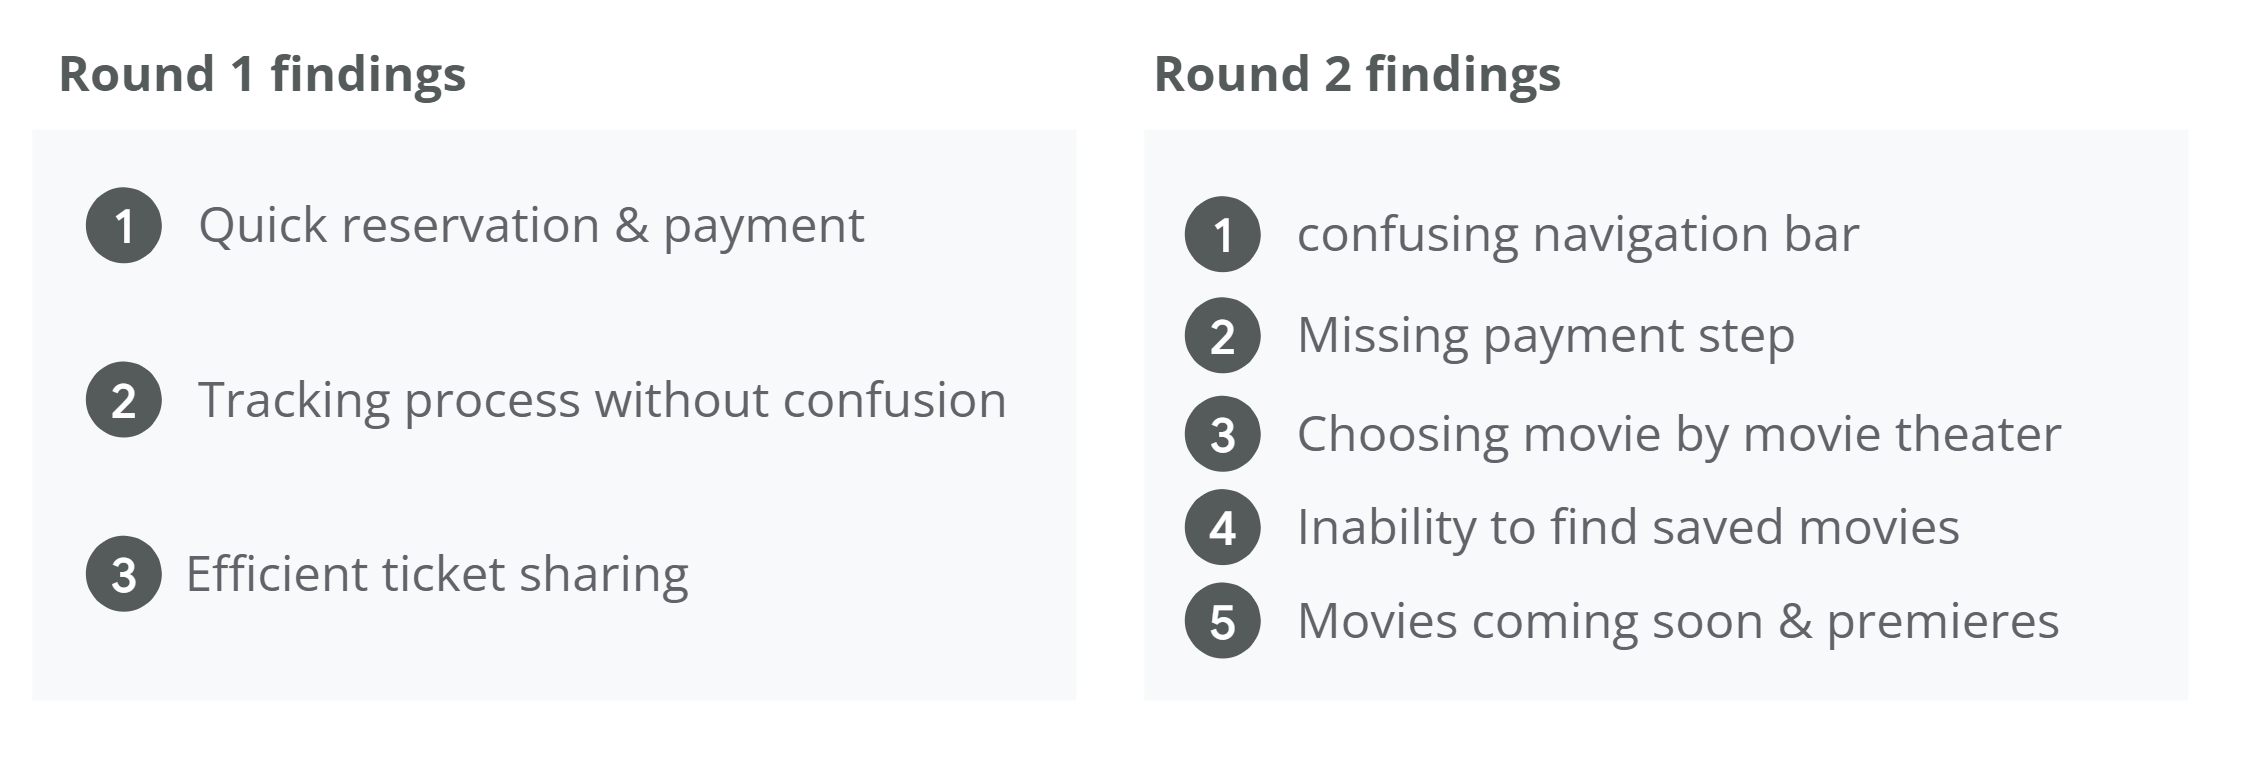 Round 1 findings
1 Quick reservation & payment
2 Tracking process without confusion
3 Efficient ticket sharing
Round 2 findings
1 confusing navigation bar
2 Missing payment step
3 Choosing movie by movie theater
4 Inability to find saved movies
5 Movies coming soon & premieres